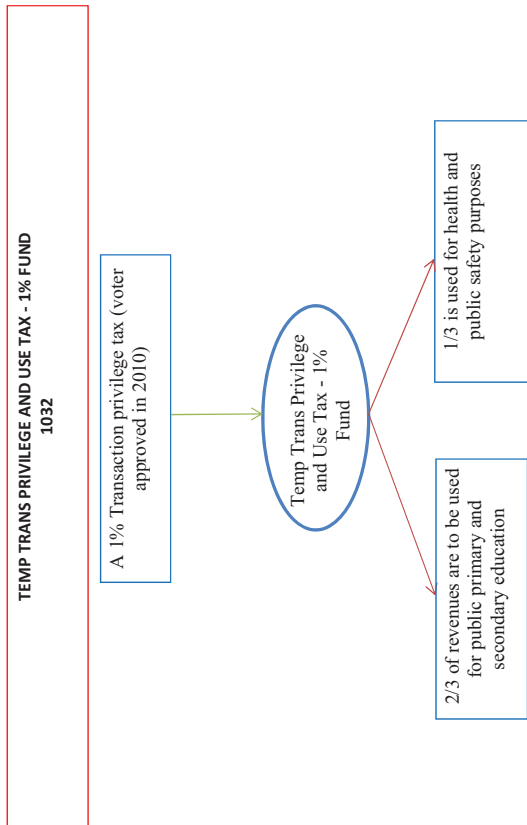 TEMP TRANS PRIVILEGE AND USE TAX - 1% FUND
1032
A 1% Transaction privilege tax (voter
approved in 2010)
Temp Trans Privilege
and Use Tax - 1%
Fund
2/3 of revenues are to be used
for public primary and
secondary education
1/3 is used for health and
public safety purposes